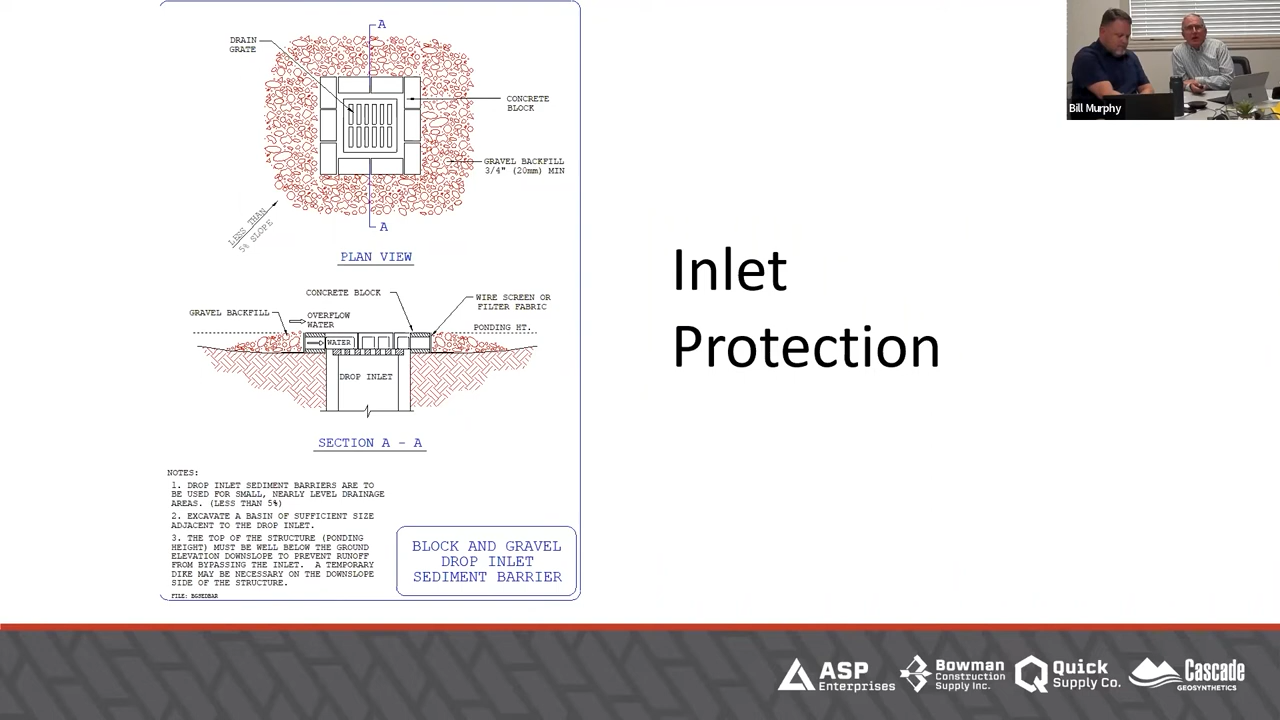 A
DRAIN
GRATE
CONCRETE
BLOCK
GRAVEL BACKFILL
3/4" (20mm) MIN
LESS THAN
5% SLOPE
A
PLAN VIEW
CONCRETE BLOCK
WIRE SCREEN OR
FILTER FABRIC
GRAVEL BACKFILL
OVERFLOW
WATER
PONDING HT.
WATER
DROP INLET
SECTION A - A
NOTES:
1. DROP INLET SEDIMENT BARRIERS ARE TO
BE USED FOR SMALL, NEARLY LEVEL DRAINAGE
AREAS. (LESS THAN 5%)
2. EXCAVATE A BASIN OF SUFFICIENT SIZE
ADJACENT TO THE DROP INLET.
3. THE TOP OF THE STRUCTURE (PONDING
HEIGHT) MUST BE WELL BELOW THE GROUND
ELEVATION DOWNSLOPE TO PREVENT RUNOFF
FROM BYPASSING THE INLET. A TEMPORARY
DIKE MAY BE NECESSARY ON THE DOWNSLOPE
SIDE OF THE STRUCTURE.
FILE: BGNEDBAR
BLOCK AND GRAVEL
DROP INLET
SEDIMENT BARRIER
Inlet
Protection
Bill Murphy
ASP
Enterprises
Bowman
Construction
Supply Inc.
Quick
Supply Co.
Cascade
GEOSYNTHETICS